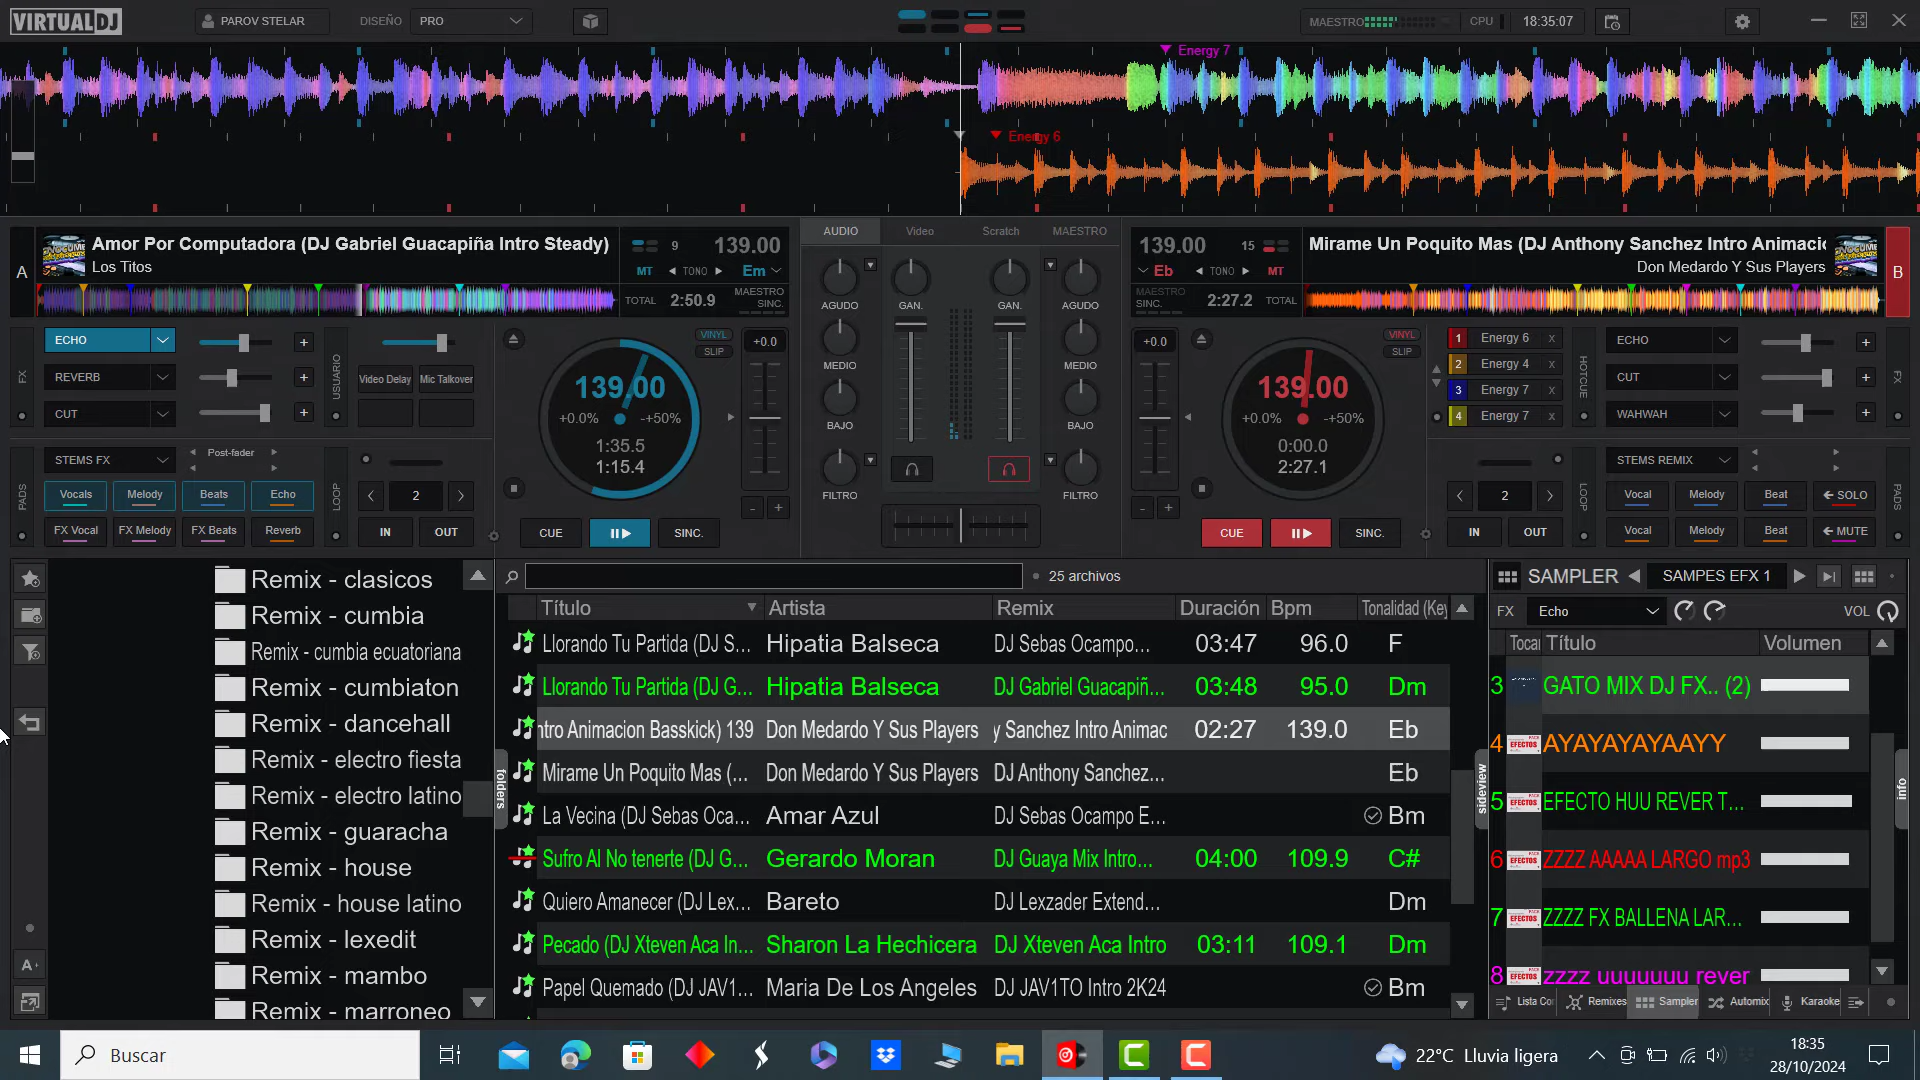 VIRTUALDJ
PAROV STELAR
DISEÑO
PRO
MAESTRO
CPU
18:35:07
Energy 7
Energy 6
A
Amor Por Computadora (DJ Gabriel Guacapiña Intro Steady)
Los Titos
9
139.00
MT
TONO
Em
TOTAL
2:50.9
MAESTRO
SINC.
AUDIO
Video
Scratch
MAESTRO
139.00
15
Eb
TONO
MT
MAESTRO
SINC.
2:27.2
TOTAL
Mirame Un Poquito Mas (DJ Anthony Sanchez Intro Animacio
Don Medardo Y Sus Players
B
FX
ECHO
REVERB
CUT
USUARIO
Video Delay
Mic Talkover
VINYL
SLIP
139.00
+0.0%
-+50%
1:35.5
1:15.4
+0.0
AGUDO
GAN.
GAN.
AGUDO
MEDIO
MEDIO
BAJO
BAJO
FILTRO
FILTRO
+0.0
VINYL
SLIP
139.00
+0.0%
-+50%
0:00.0
2:27.1
1 Energy 6 x
2 Energy 4 x
3 Energy 7 x
4 Energy 7 x
HOTCUE
ECHO
CUT
WAHWAH
FX
PADS
STEMS FX
Post-fader
Vocals
Melody
Beats
Echo
FX Vocal
FX Melody
FX Beats
Reverb
LOOP
2
IN
OUT
CUE
SINC.
CUE
SINC.
2
IN
OUT
LOOP
STEMS REMIX
Vocal
Melody
Beat
SOLO
Vocal
Melody
Beat
MUTE
PADS
Remix - clasicos
Remix - cumbia
Remix - cumbia ecuatoriana
Remix - cumbiaton
Remix - dancehall
Remix - electro fiesta
Remix - electro latino
Remix - guaracha
Remix - house
Remix - house latino
Remix - lexedit
Remix - mambo
Remix - marroneo
folders
25 archivos
Título Artista Remix Duración Bpm Tonalidad (Key
Llorando Tu Partida (DJ S... Hipatia Balseca DJ Sebas Ocampo... 03:47 96.0 F
Llorando Tu Partida (DJ G... Hipatia Balseca DJ Gabriel Guacapiñ... 03:48 95.0 Dm
ntro Animacion Basskick) 139 Don Medardo Y Sus Players y Sanchez Intro Animac 02:27 139.0 Eb
Mirame Un Poquito Mas (... Don Medardo Y Sus Players DJ Anthony Sanchez... Eb
La Vecina (DJ Sebas Oca... Amar Azul DJ Sebas Ocampo E... Bm
Sufro Al No tenerte (DJ G... Gerardo Moran DJ Guaya Mix Intro... 04:00 109.9 C#
Quiero Amanecer (DJ Lex... Bareto DJ Lexzader Extend... Dm
Pecado (DJ Xteven Aca In... Sharon La Hechicera DJ Xteven Aca Intro 03:11 109.1 Dm
Papel Quemado (DJ JAV1... Maria De Los Angeles DJ JAV1TO Intro 2K24 Bm
sideview
SAMPLER
SAMPES EFX 1
FX
Echo
VOL
Tocar Título Volumen
3 GATO MIX DJ FX.. (2)
4 EFECTOS AYAYAYAYAAYY
5 EFECTOS EFECTO HUU REVER T...
6 EFECTOS ZZZZ AAAAA LARGO mp3
7 EFECTOS ZZZZ FX BALLENA LAR...
8 EFECTOS zzzz uuuuuuu rever
info
Lista Cor
Remixes
Sampler
Automix
Karaoke
A
Buscar
22°C Lluvia ligera
18:35
28/10/2024